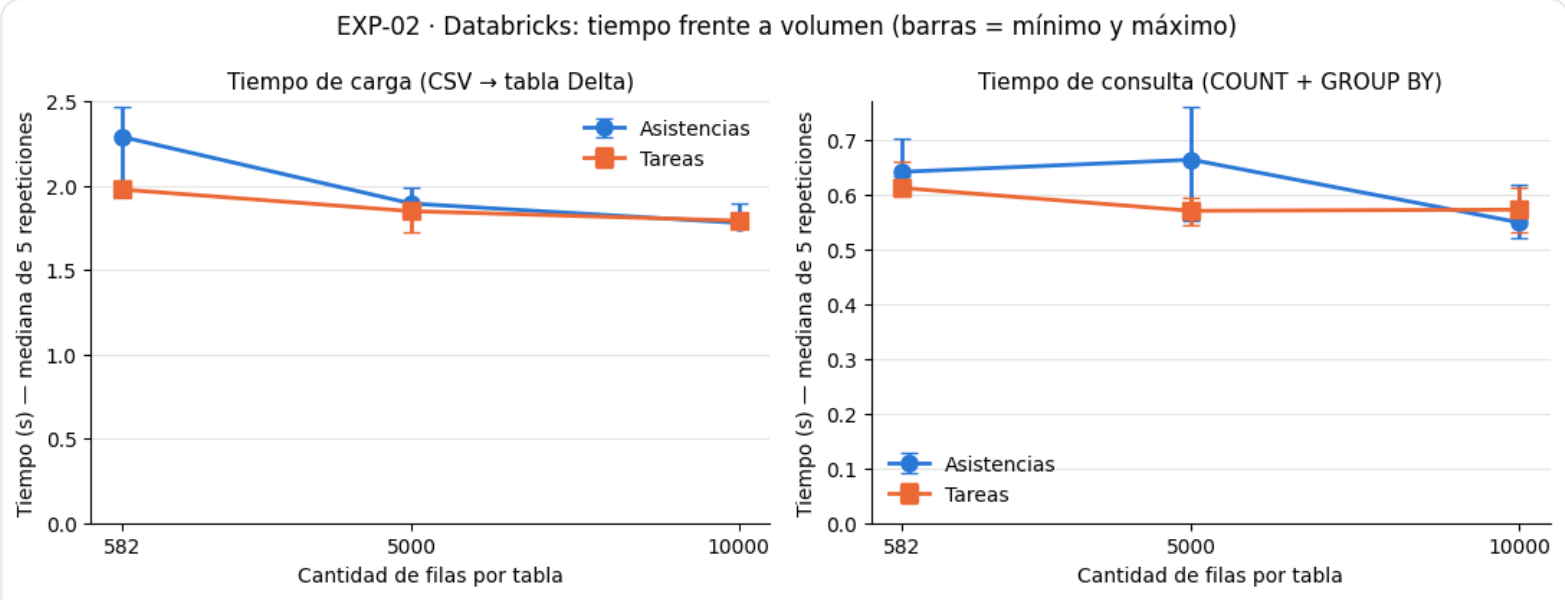 EXP-02 · Databricks: tiempo frente a volumen (barras = mínimo y máximo)
Tiempo de carga (CSV → tabla Delta)
Tiempo (s) — mediana de 5 repeticiones
2.5
2.0
1.5
1.0
0.5
0.0
Asistencias
Tareas
582
5000
10000
Cantidad de filas por tabla
Tiempo de consulta (COUNT + GROUP BY)
Tiempo (s) — mediana de 5 repeticiones
0.7
0.6
0.5
0.4
0.3
0.2
0.1
0.0
Asistencias
Tareas
582
5000
10000
Cantidad de filas por tabla